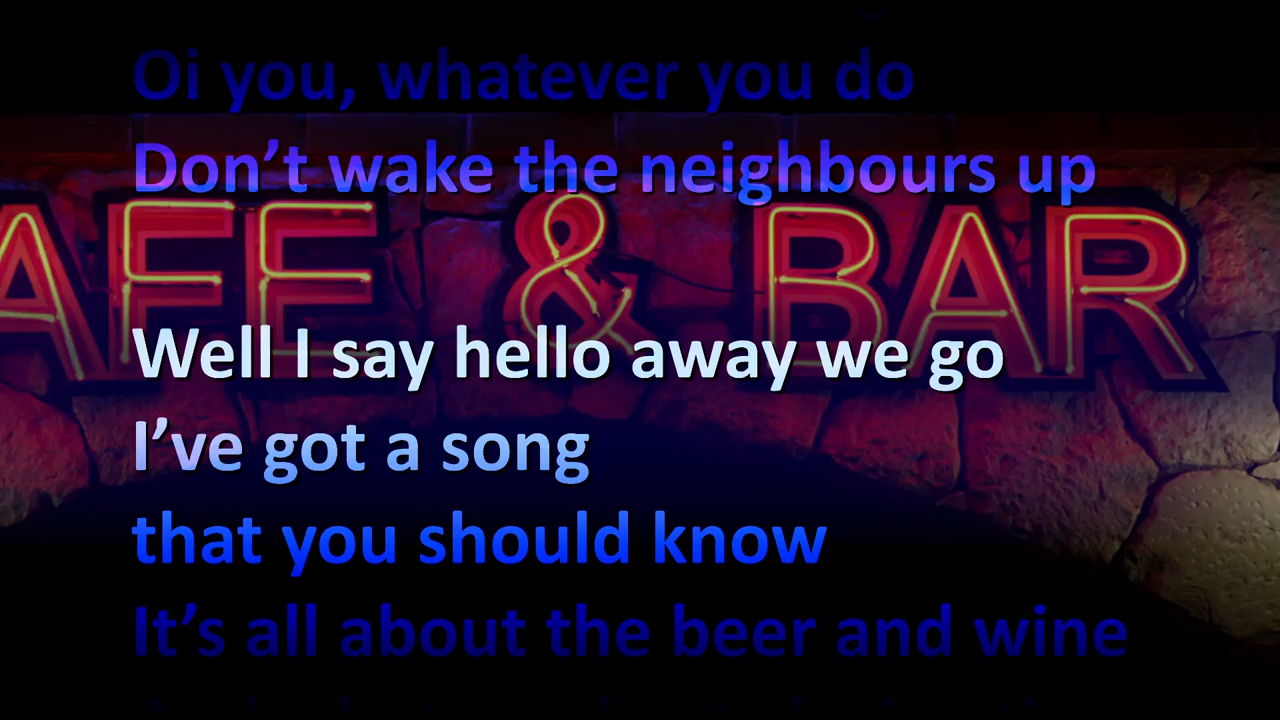 Oi you, whatever you do
Don’t wake the neighbours up
AFE & BAR
Well I say hello away we go
I’ve got a song
that you should know
It’s all about the beer and wine